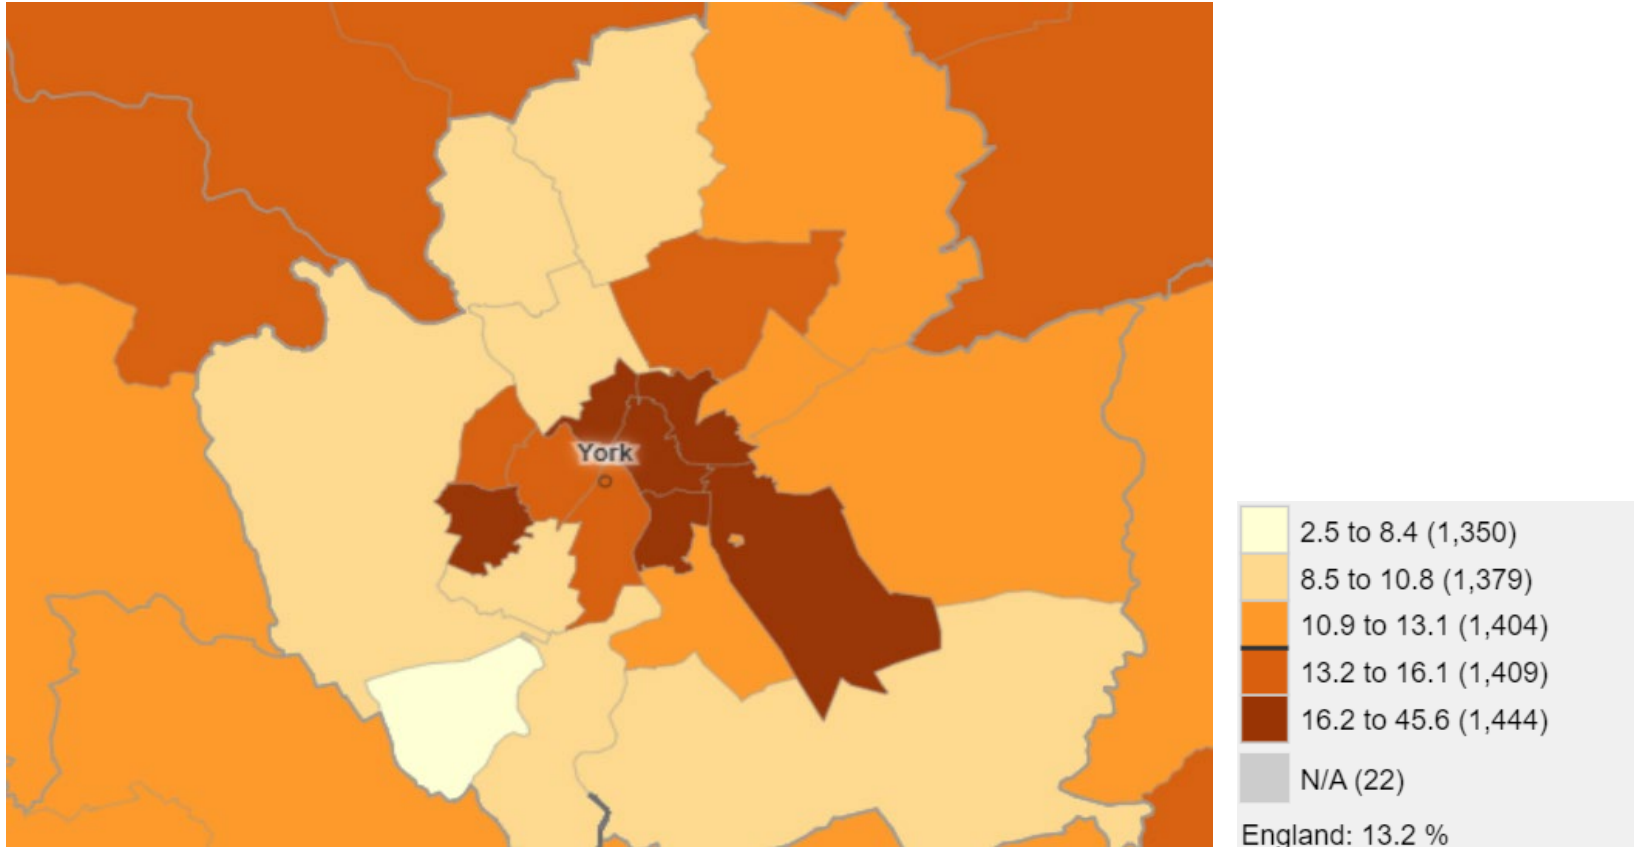 York
2.5 to 8.4 (1,350)
8.5 to 10.8 (1,379)
10.9 to 13.1 (1,404)
13.2 to 16.1 (1,409)
16.2 to 45.6 (1,444)
N/A (22)
England: 13.2 %